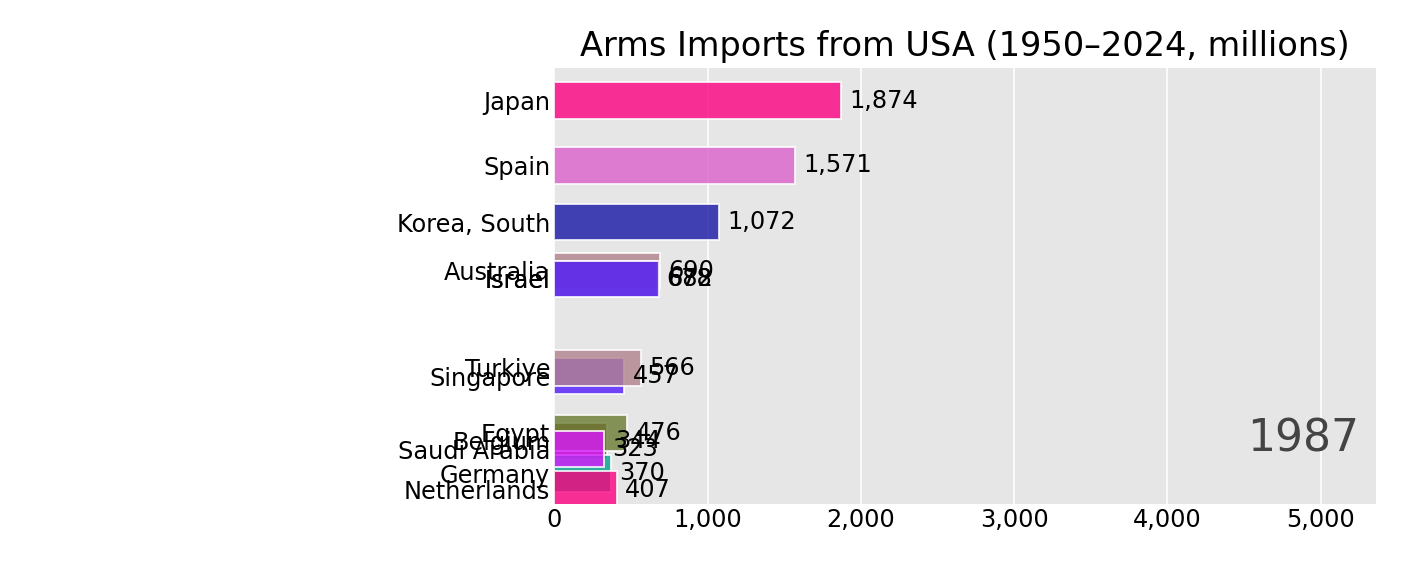 Arms Imports from USA (1950–2024, millions)
Japan 1,874
Spain 1,571
Korea, South 1,072
Australia 690
Israel
Turkiye 566
Singapore 457
Egypt 476
Belgium 344
Saudi Arabia 323
Germany 370
Netherlands 407
1987
0 1,000 2,000 3,000 4,000 5,000